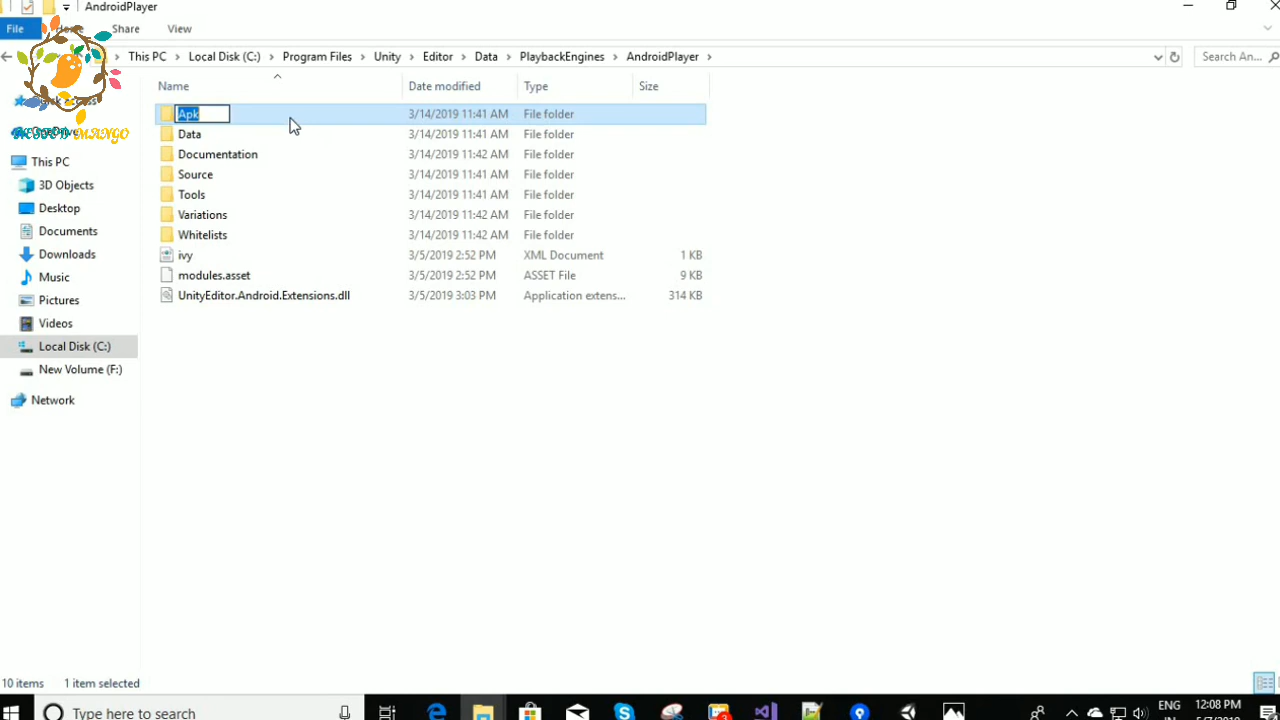 AndroidPlayer
File Home Share View
This PC Local Disk (C:) Program Files Unity Editor Data PlaybackEngines AndroidPlayer Search An...
Name Date modified Type Size
Quick access
Apk 3/14/2019 11:41 AM File folder
Data 3/14/2019 11:41 AM File folder
OneDrive
MANGO
Documentation 3/14/2019 11:42 AM File folder
This PC
Source 3/14/2019 11:41 AM File folder
3D Objects
Tools 3/14/2019 11:41 AM File folder
Desktop
Variations 3/14/2019 11:42 AM File folder
Documents
Whitelists 3/14/2019 11:42 AM File folder
Downloads
ivy 3/5/2019 2:52 PM XML Document 1 KB
Music
modules.asset 3/5/2019 2:52 PM ASSET File 9 KB
Pictures
UnityEditor.Android.Extensions.dll 3/5/2019 3:03 PM Application extens... 314 KB
Videos
Local Disk (C:)
New Volume (F:)
Network
10 items 1 item selected
Type here to search
ENG 12:08 PM